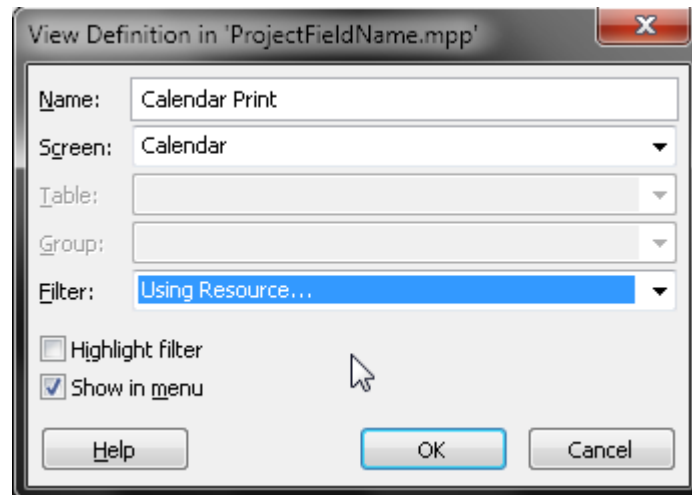 View Definition in 'ProjectFieldName.mpp'
Name: Calendar Print
Screen: Calendar
Table:
Group:
Filter: Using Resource...
Highlight filter
Show in menu
Help OK Cancel